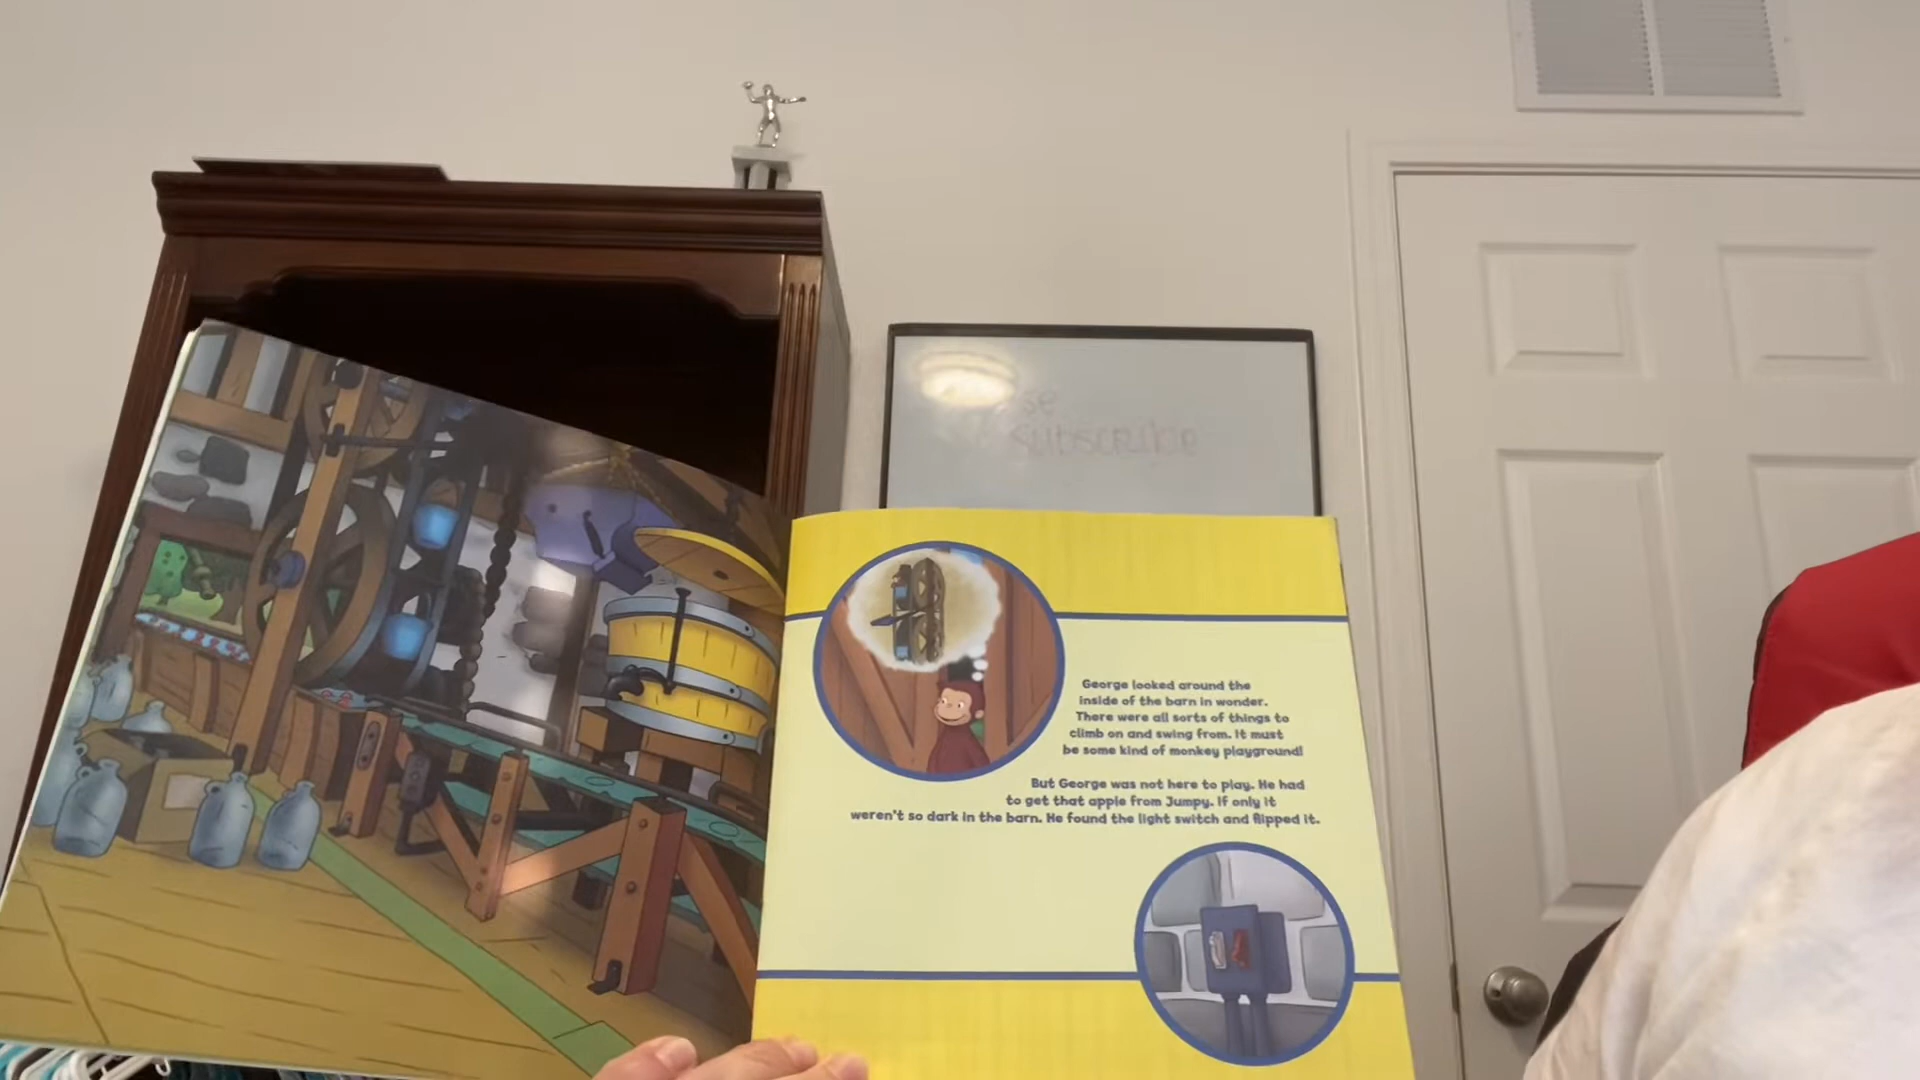 se
SUBSCRIBE
George looked around the
inside of the barn in wonder.
There were all sorts of things to
climb on and swing from. It must
be some kind of monkey playground!
But George was not here to play. He had
to get that apple from Jumpy. If only it
weren't so dark in the barn. He found the light switch and flipped it.